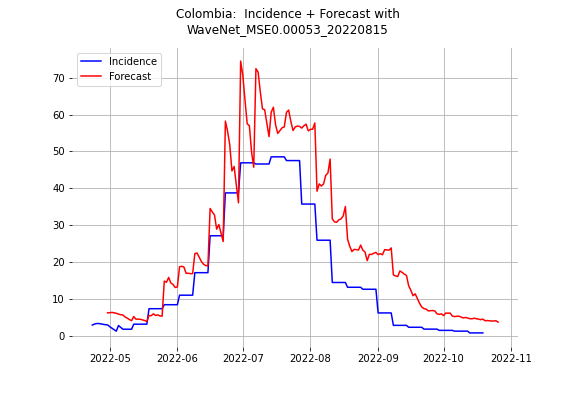 Colombia:  Incidence + Forecast with
WaveNet_MSE0.00053_20220815
Incidence
Forecast
70
60
50
40
30
20
10
0
2022-05 2022-06 2022-07 2022-08 2022-09 2022-10 2022-11